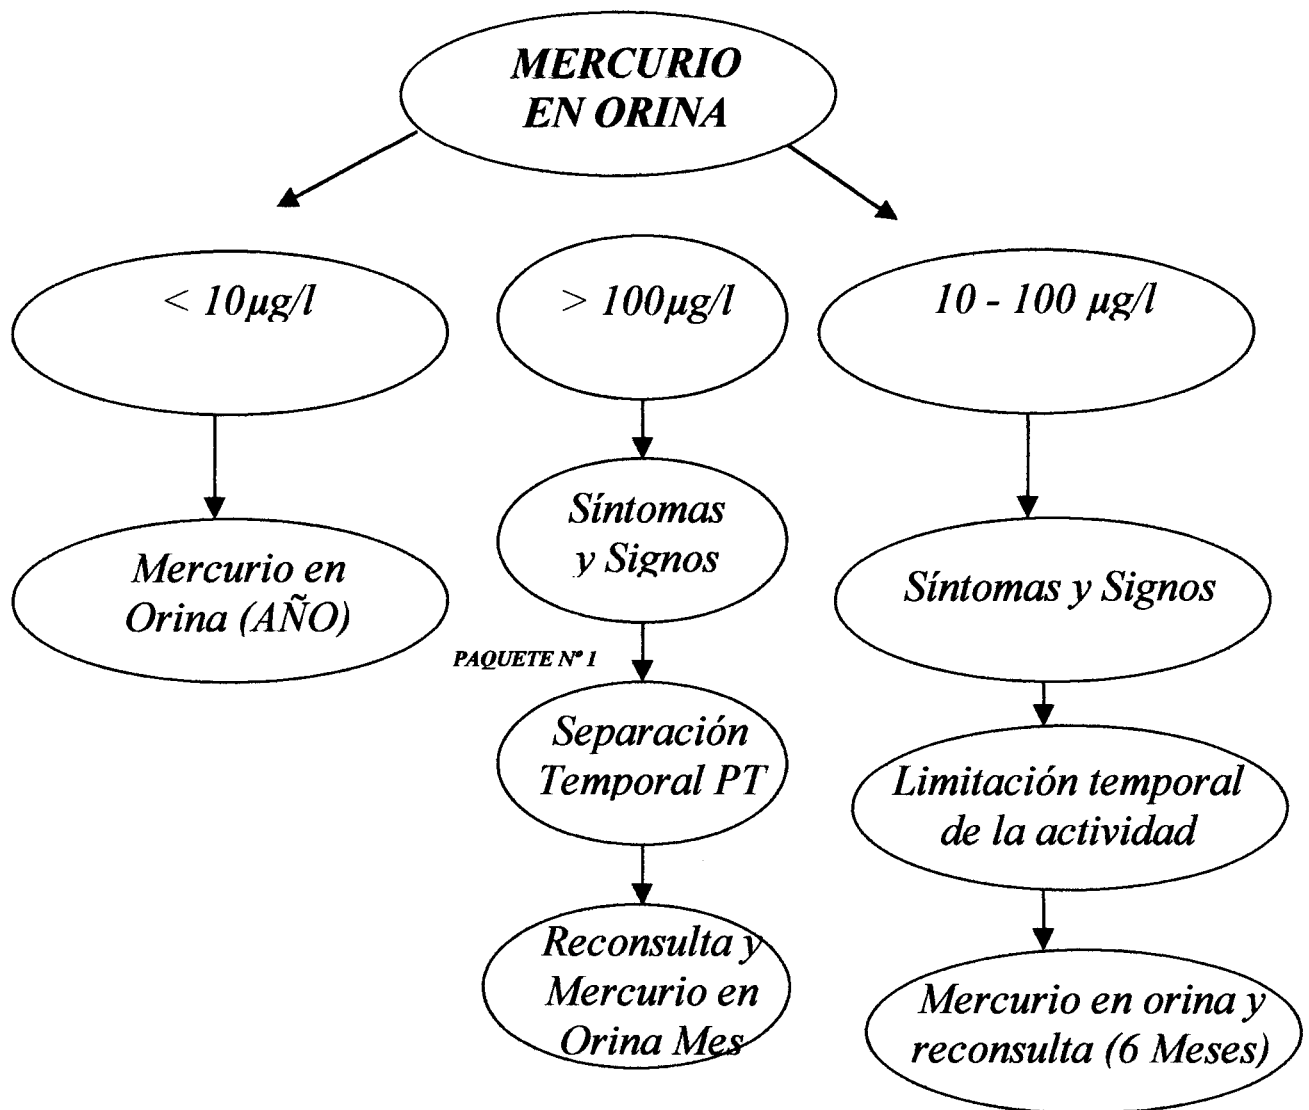 MERCURIO
EN ORINA
< 10µg/l
> 100µg/l
10 - 100 µg/l
Mercurio en
Orina (AÑO)
Síntomas
y Signos
Síntomas y Signos
PAQUETE Nº 1
Separación
Temporal PT
Limitación temporal
de la actividad
Reconsulta y
Mercurio en
Orina Mes
Mercurio en orina y
reconsulta (6 Meses)